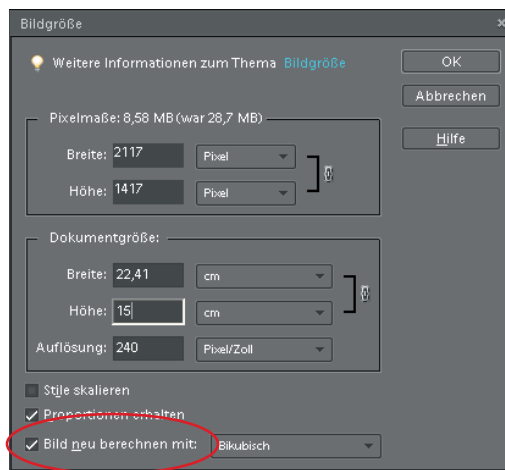 Bildgröße
Weitere Informationen zum Thema Bildgröße
OK
Abbrechen
Hilfe
Pixelmaße: 8,58 MB (war 28,7 MB)
Breite: 2117 Pixel
Höhe: 1417 Pixel
Dokumentgröße:
Breite: 22,41 cm
Höhe: 15 cm
Auflösung: 240 Pixel/Zoll
Stile skalieren
Proportionen erhalten
Bild neu berechnen mit: Bikubisch